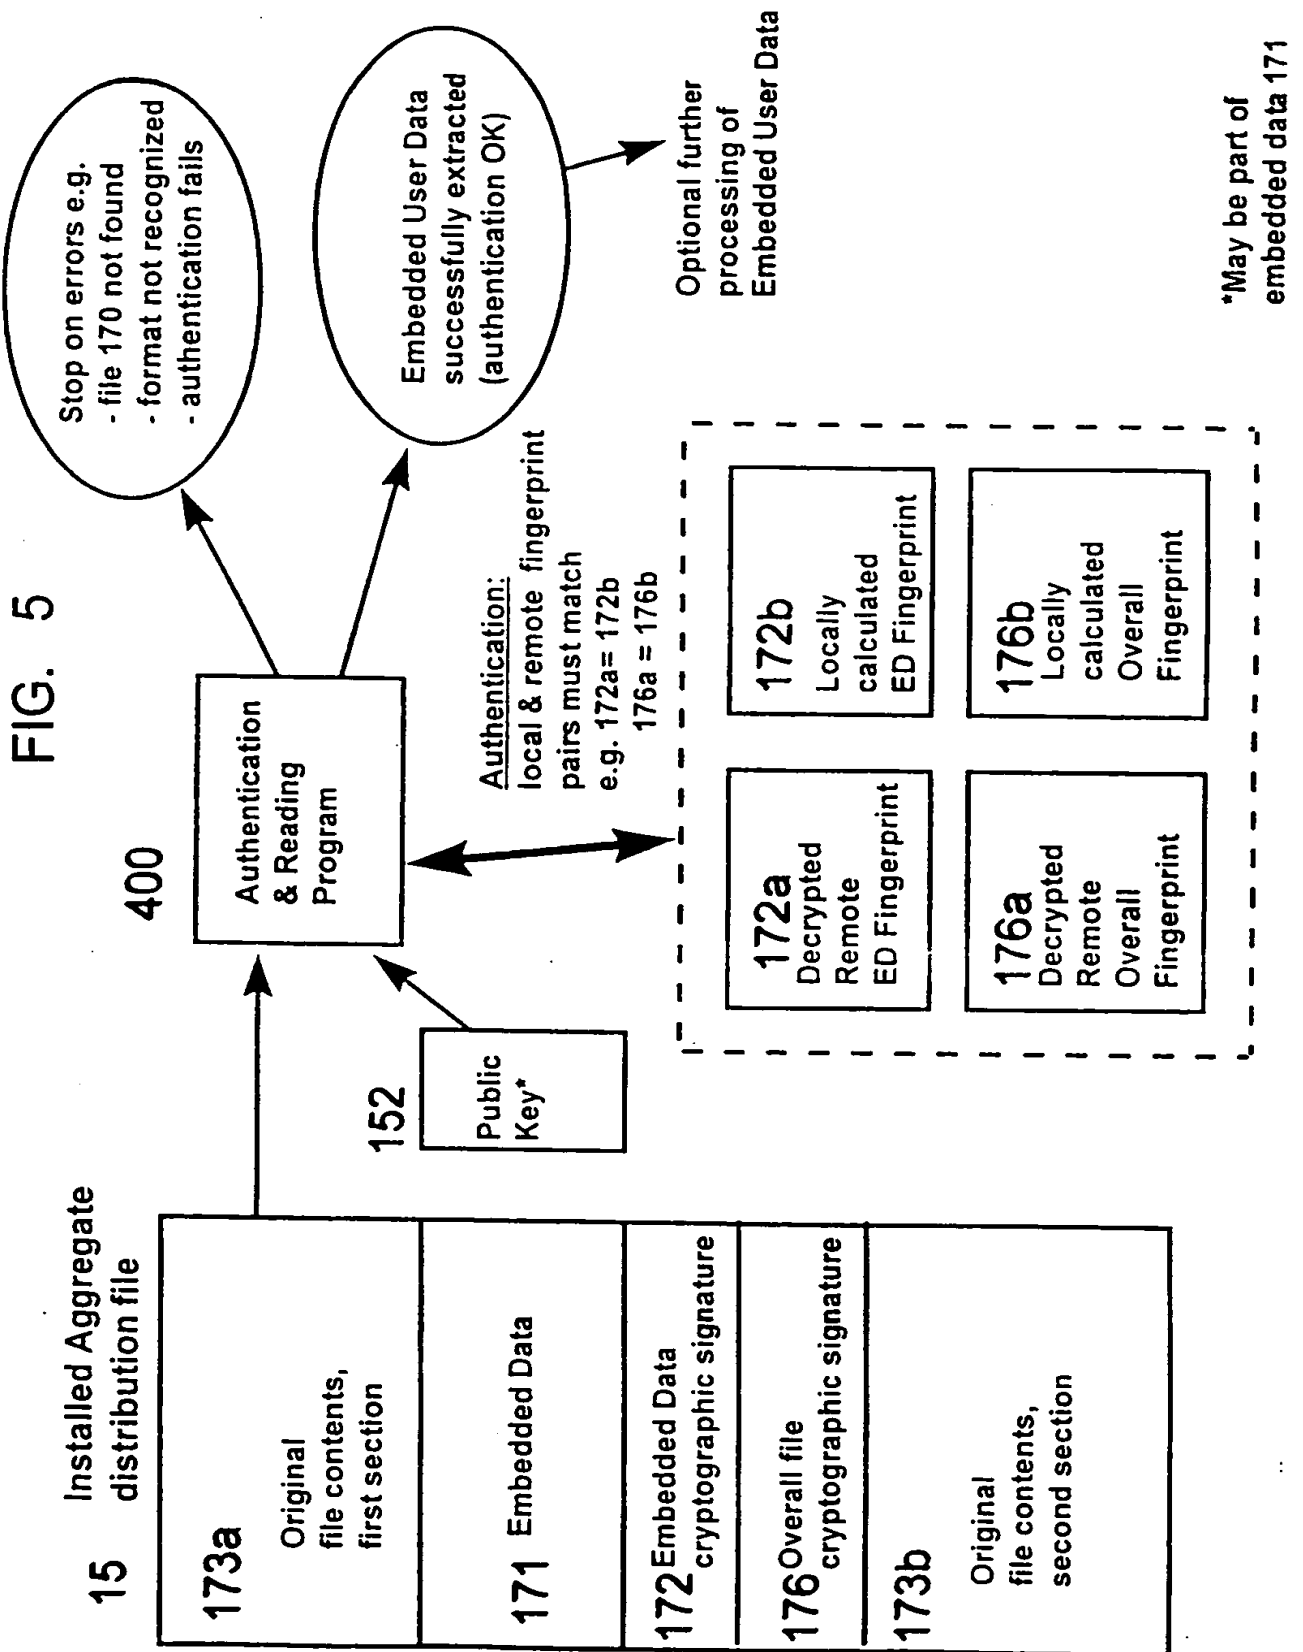 FIG. 5
15
Installed Aggregate
distribution file
173a
Original
file contents,
first section
171 Embedded Data
172 Embedded Data
cryptographic signature
176 Overall file
cryptographic signature
173b
Original
file contents,
second section
152
Public
Key*
400
Authentication
& Reading
Program
Stop on errors e.g.
- file 170 not found
- format not recognized
- authentication fails
Embedded User Data
successfully extracted
(authentication OK)
Optional further
processing of
Embedded User Data
Authentication:
local & remote fingerprint
pairs must match
e.g. 172a= 172b
176a = 176b
172a
Decrypted
Remote
ED Fingerprint
172b
Locally
calculated
ED Fingerprint
176a
Decrypted
Remote
Overall
Fingerprint
176b
Locally
calculated
Overall
Fingerprint
*May be part of
embedded data 171